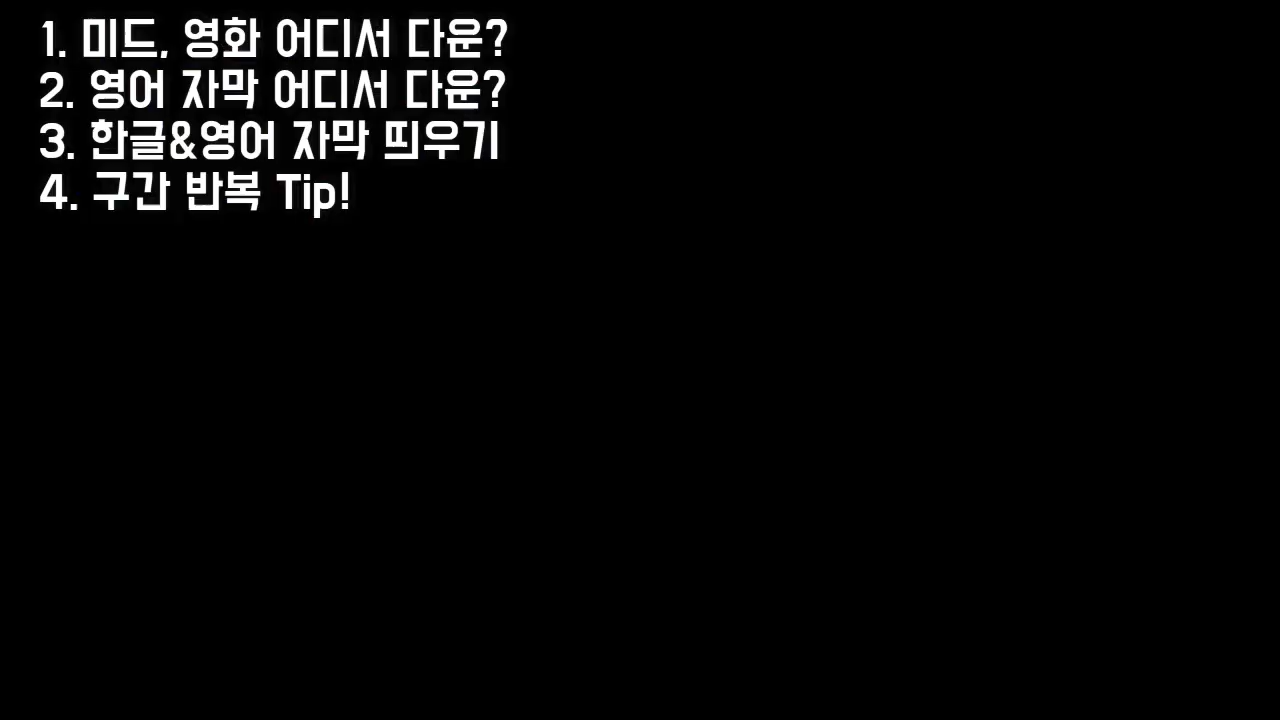 1. 미드, 영화 어디서 다운?
2. 영어 자막 어디서 다운?
3. 한글&영어 자막 띄우기
4. 구간 반복 Tip!